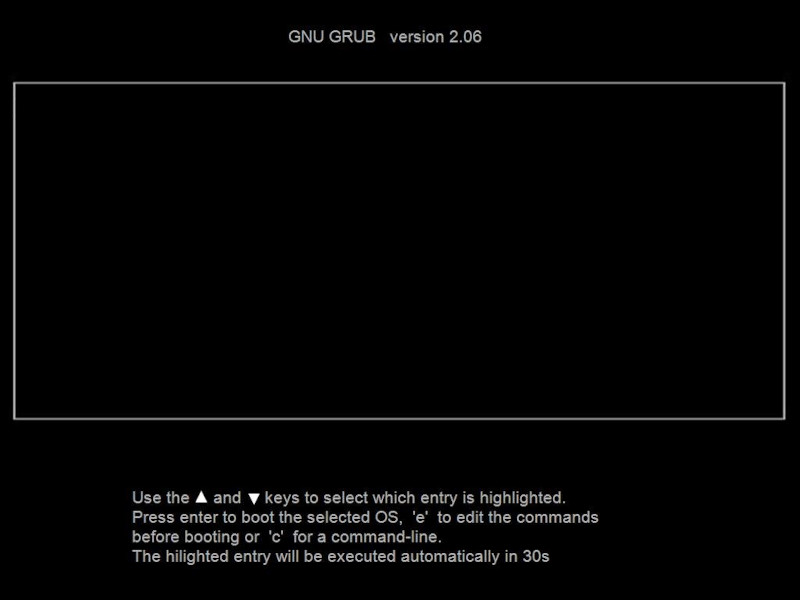 GNU GRUB version 2.06
Use the ▲ and ▼ keys to select which entry is highlighted.
Press enter to boot the selected OS, 'e' to edit the commands
before booting or 'c' for a command-line.
The hilighted entry will be executed automatically in 30s